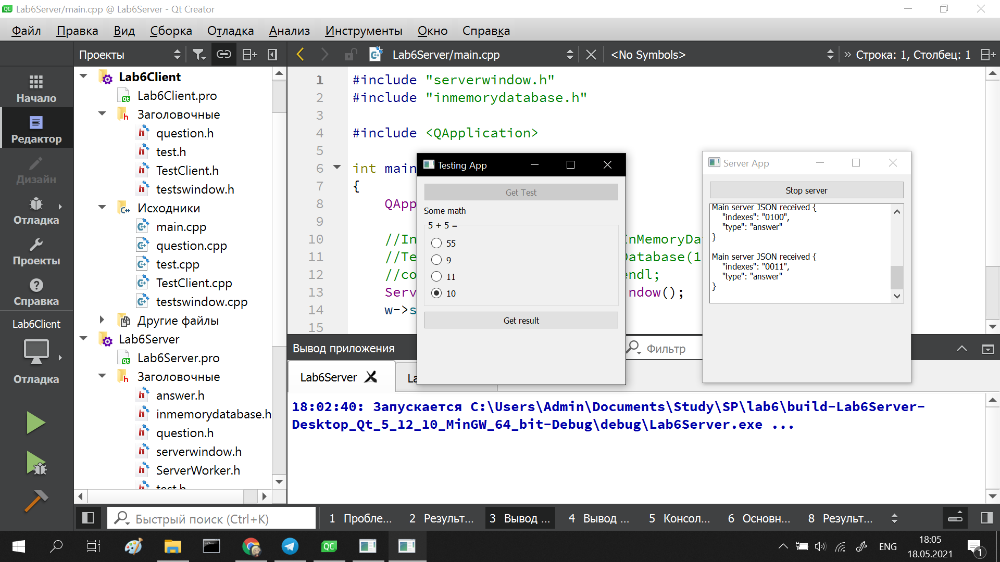 Lab6Server/main.cpp @ Lab6Server - Qt Creator
Файл Правка Вид Сборка Отладка Анализ Инструменты Окно Справка
Проекты
Lab6Server/main.cpp
<No Symbols>
» Строка: 1, Столбец: 1
Начало
Редактор
Дизайн
Отладка
Проекты
Справка
Lab6Client
Отладка
Lab6Client
Lab6Client.pro
Заголовочные
question.h
test.h
TestClient.h
testswindow.h
Исходники
main.cpp
question.cpp
test.cpp
TestClient.cpp
testswindow.cpp
Другие файлы
Lab6Server
Lab6Server.pro
Заголовочные
answer.h
inmemorydatabase.h
question.h
serverwindow.h
ServerWorker.h
test.h
1 #include "serverwindow.h"
2 #include "inmemorydatabase.h"
3
4 #include <QApplication>
5
6 int main
7 {
8 QApp
9
10 //In nMemoryDa
11 //Te Database(1
12 //co endl;
13 Serv ndow();
14 w->s
15
Testing App
Get Test
Some math
5 + 5 =
55
9
11
10
Get result
Server App
Stop server
Main server JSON received {
"indexes": "0100",
"type": "answer"
}
Main server JSON received {
"indexes": "0011",
"type": "answer"
}
Вывод приложения
Фильтр
Lab6Server
La
18:02:40: Запускается C:\Users\Admin\Documents\Study\SP\lab6\build-Lab6Server-
Desktop_Qt_5_12_10_MinGW_64_bit-Debug\debug\Lab6Server.exe ...
Быстрый поиск (Ctrl+K)
1 Пробле... 2 Результ... 3 Вывод ... 4 Вывод ... 5 Консол... 6 Основн... 8 Результ...
ENG
18:05
18.05.2021
1